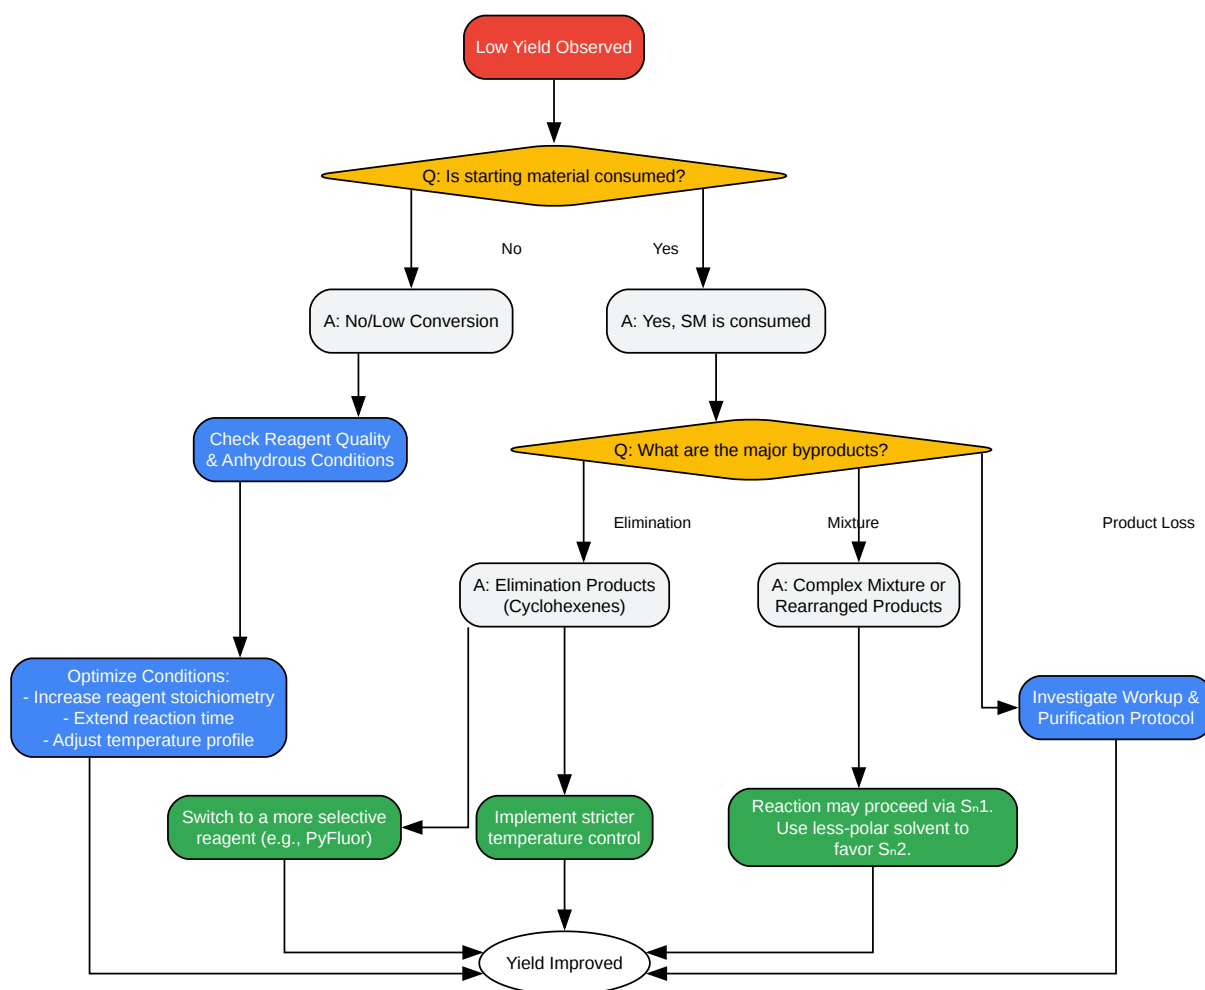 Low Yield Observed
Q: Is starting material consumed?
No
Yes
A: No/Low Conversion
A: Yes, SM is consumed
Check Reagent Quality
& Anhydrous Conditions
Q: What are the major byproducts?
Elimination
Mixture
Product Loss
A: Elimination Products
(Cyclohexenes)
A: Complex Mixture or
Rearranged Products
Optimize Conditions:
- Increase reagent stoichiometry
- Extend reaction time
- Adjust temperature profile
Investigate Workup &
Purification Protocol
Switch to a more selective
reagent (e.g., PyFluor)
Implement stricter
temperature control
Reaction may proceed via Sₙ1.
Use less-polar solvent to
favor Sₙ2.
Yield Improved